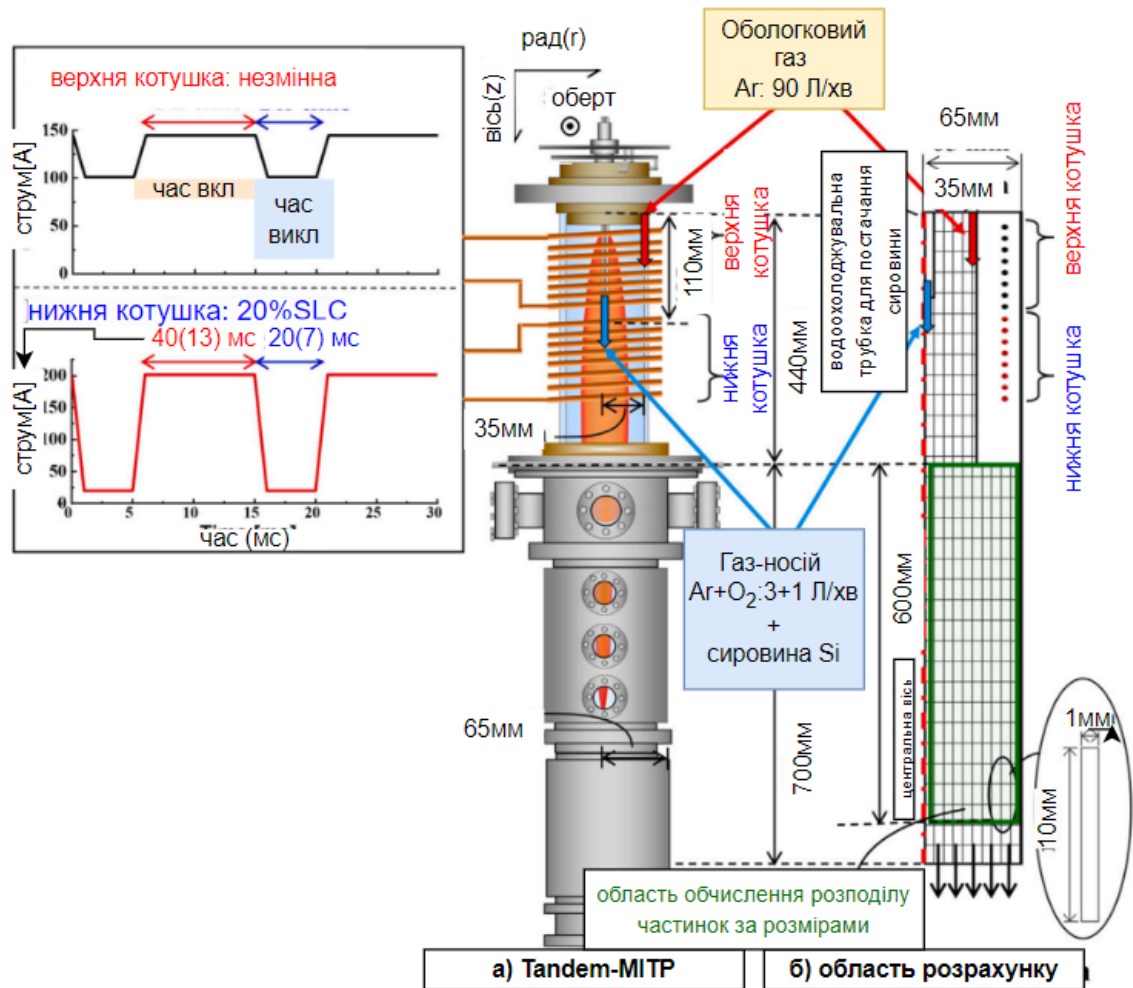 верхня котушка: незмінна
струм[А]
150
100
50
0
час вкл
час
викл
нижня котушка: 20%SLC
40(13) мс
20(7) мс
струм[А]
200
150
100
50
0
0
5
10
15
20
25
30
час (мс)
рад(r)
вісь(z)
оберт
Обологковий
газ
Ar: 90 Л/хв
110мм
верхня
котушка
нижня
котушка
440мм
35мм
65мм
700мм
Газ-носій
Ar+O₂:3+1 Л/хв
+
сировина Si
водоохолоджувальна
трубка для постачання
сировини
65мм
35мм
верхня котушка
нижня котушка
600мм
центральна вісь
1мм
10мм
область обчислення розподілу
частинок за розмірами
а) Tandem-МІТР
б) область розрахунку